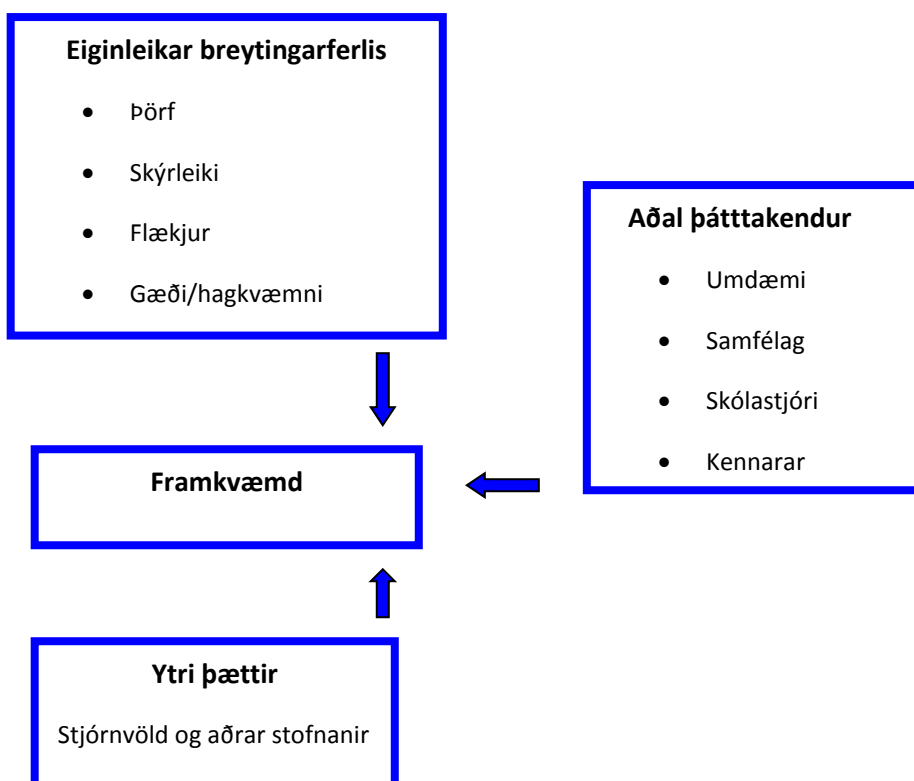 Eiginleikar breytingarferlis
• Þörf
• Skýrleiki
• Flækjur
• Gæði/hagkvæmni
Aðal þátttakendur
• Umdæmi
• Samfélag
• Skólastjóri
• Kennarar
Framkvæmd
Ytri þættir
Stjórnvöld og aðrar stofnanir